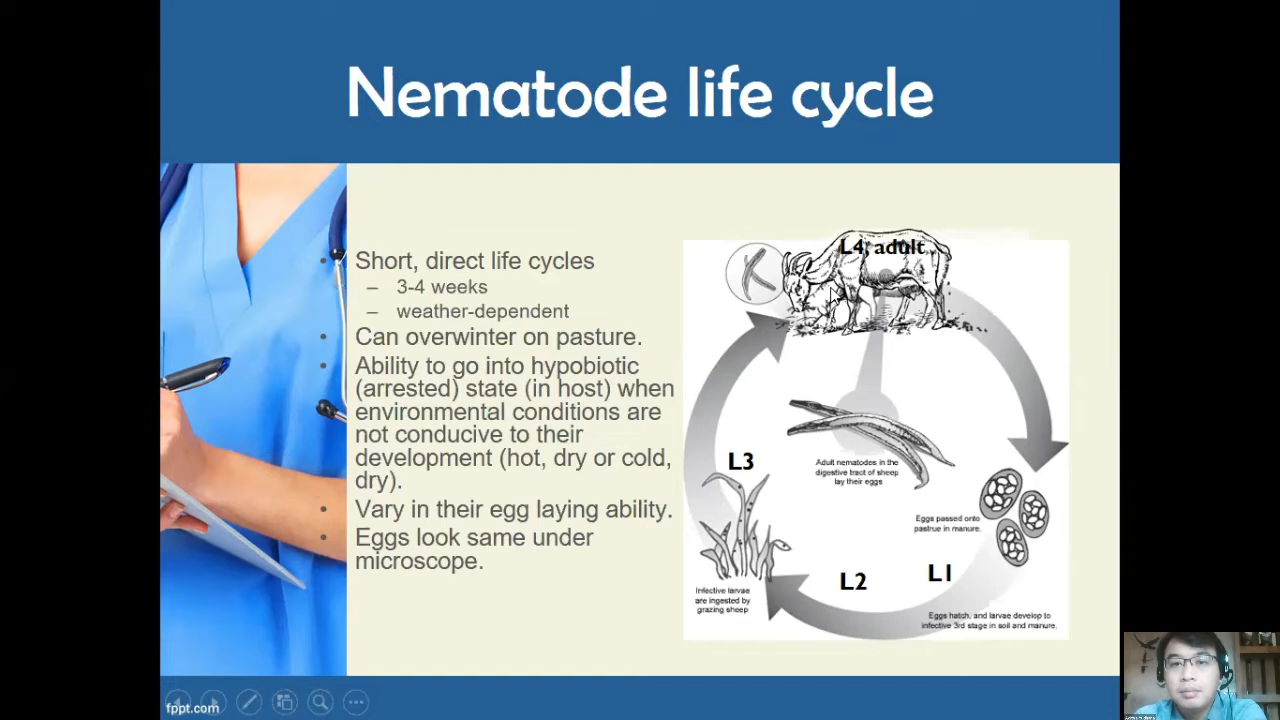 Nematode life cycle
Short, direct life cycles
– 3-4 weeks
– weather-dependent
Can overwinter on pasture.
Ability to go into hypobiotic
(arrested) state (in host) when
environmental conditions are
not conducive to their
development (hot, dry or cold,
dry).
Vary in their egg laying ability.
Eggs look same under
microscope.
L4, adult
Adult nematodes in the
digestive tract of sheep
lay their eggs
L3
Eggs passed onto
pastrue in manure.
L1
L2
Infective larvae
are ingested by
grazing sheep
Eggs hatch, and larvae develop to
infective 3rd stage in soil and manure.
fppt.com